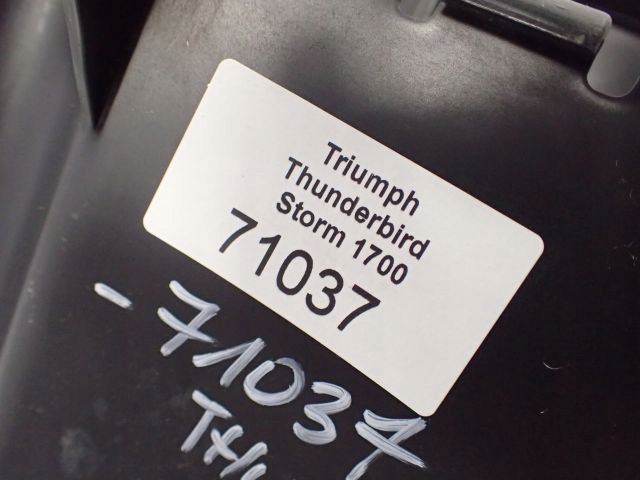 Triumph
Thunderbird
Storm 1700
71037
- 71037